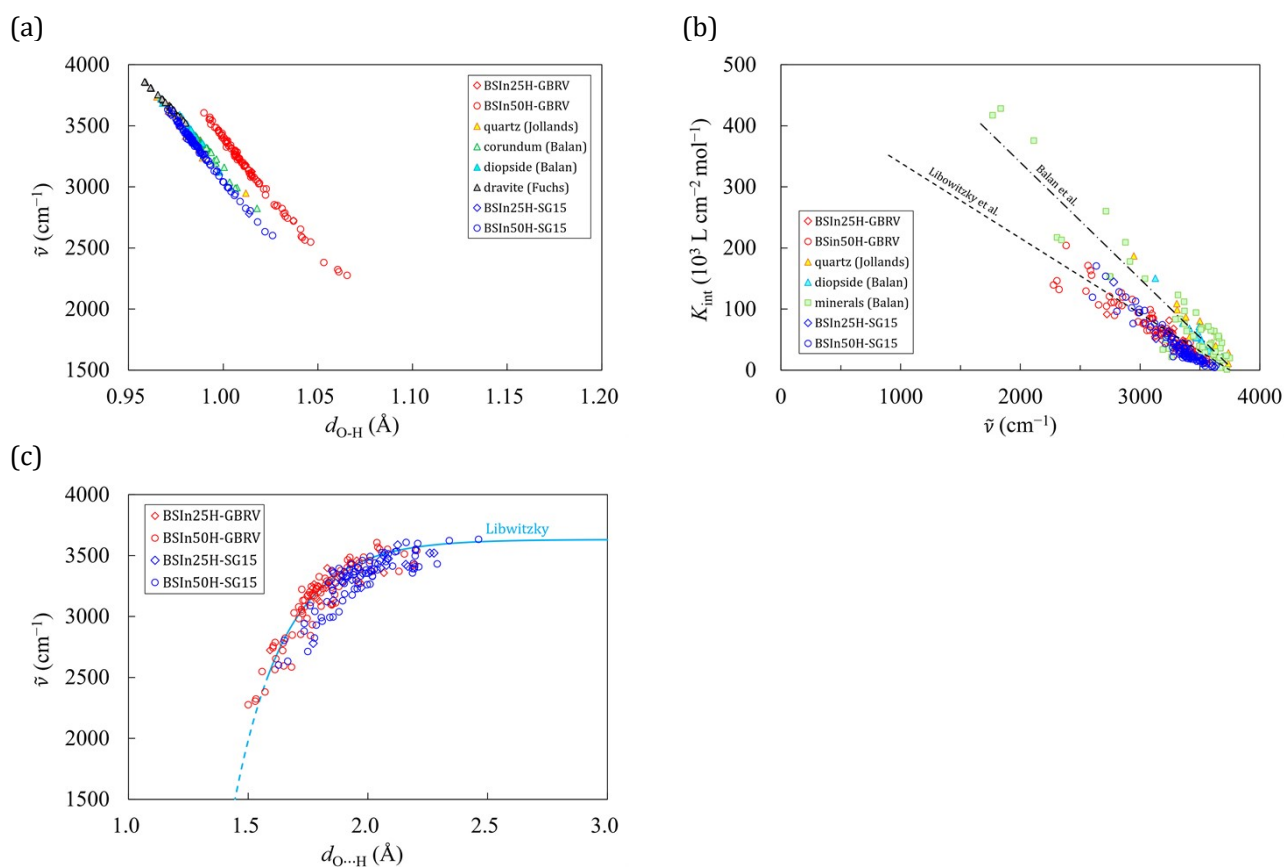 (a)
4000
3500
3000
2500
2000
1500
ṽ (cm⁻¹)
0.95 1.00 1.05 1.10 1.15 1.20
d_O-H (Å)
BSIn25H-GBRV
BSIn50H-GBRV
quartz (Jollands)
corundum (Balan)
diopside (Balan)
dravite (Fuchs)
BSIn25H-SG15
BSIn50H-SG15
(b)
500
400
300
200
100
0
K_int (10³ L cm⁻² mol⁻¹)
0 1000 2000 3000 4000
ṽ (cm⁻¹)
Balan et al.
Libowitzky et al.
BSIn25H-GBRV
BSin50H-GBRV
quartz (Jollands)
diopside (Balan)
minerals (Balan)
BSIn25H-SG15
BSIn50H-SG15
(c)
4000
3500
3000
2500
2000
1500
ṽ (cm⁻¹)
1.0 1.5 2.0 2.5 3.0
d_O···H (Å)
BSIn25H-GBRV
BSIn50H-GBRV
BSIn25H-SG15
BSIn50H-SG15
Libwitzky